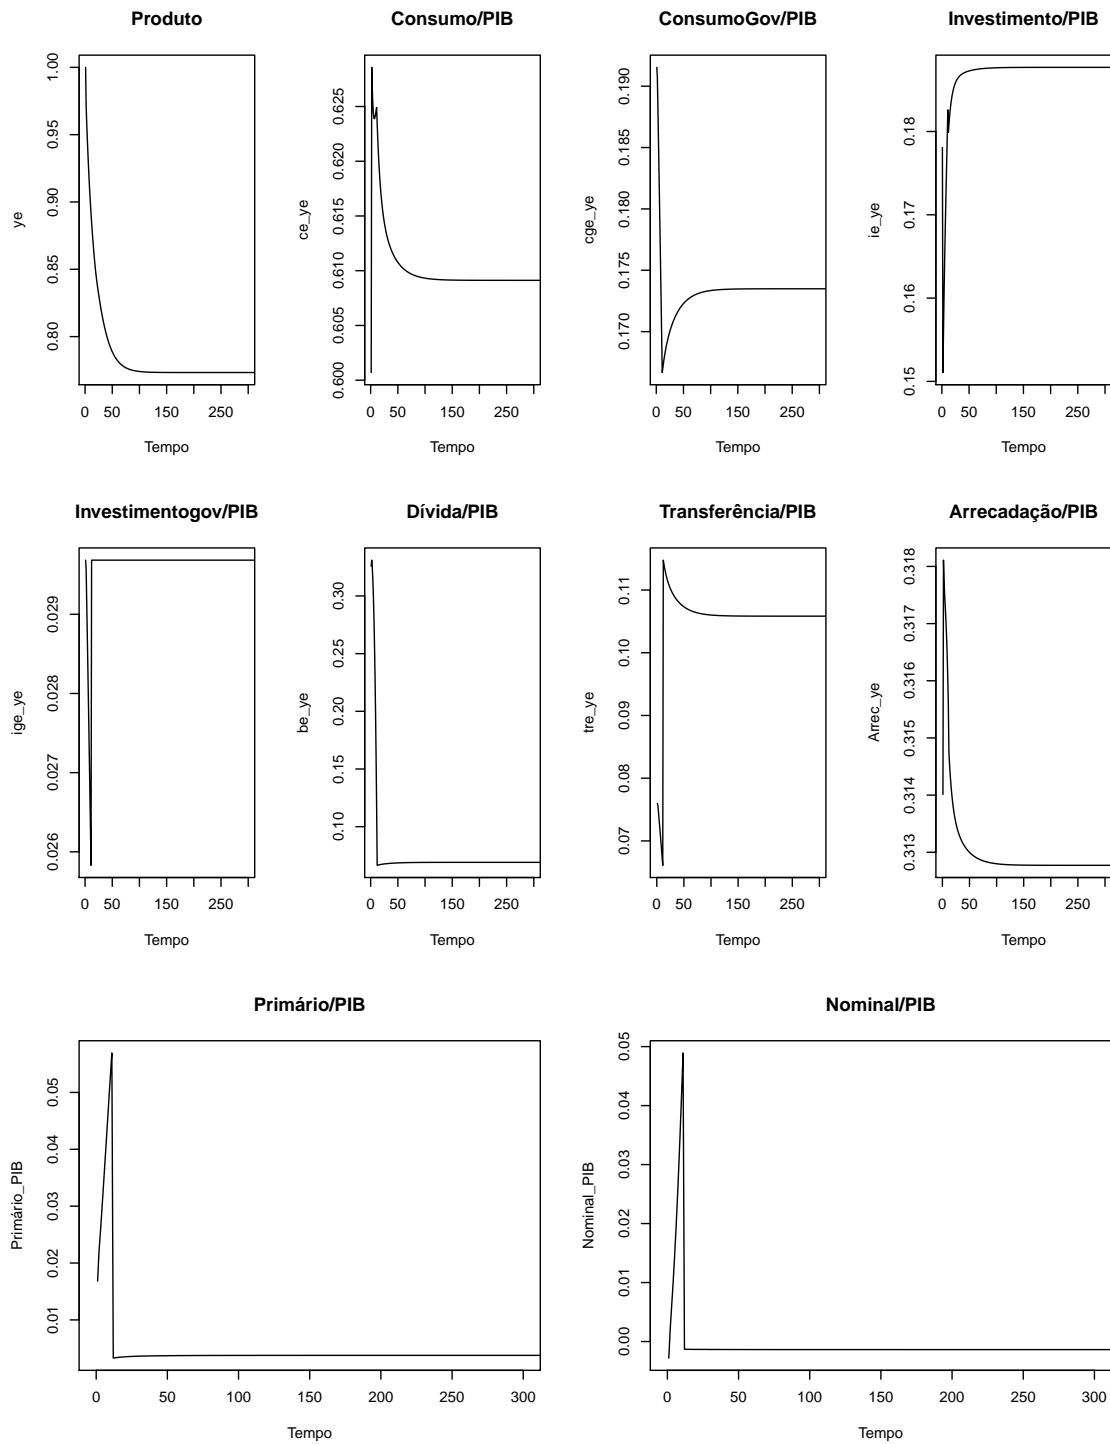 Produto
Consumo/PIB
ConsumoGov/PIB
Investimento/PIB
ye
0.80 0.85 0.90 0.95 1.00
0 50 150 250
Tempo
ce_ye
0.600 0.605 0.610 0.615 0.620 0.625
0 50 150 250
Tempo
cge_ye
0.170 0.175 0.180 0.185 0.190
0 50 150 250
Tempo
ie_ye
0.15 0.16 0.17 0.18
0 50 150 250
Tempo
Investimentogov/PIB
Dívida/PIB
Transferência/PIB
Arrecadação/PIB
ige_ye
0.026 0.027 0.028 0.029
0 50 150 250
Tempo
be_ye
0.10 0.15 0.20 0.25 0.30
0 50 150 250
Tempo
tre_ye
0.07 0.08 0.09 0.10 0.11
0 50 150 250
Tempo
Arrec_ye
0.313 0.314 0.315 0.316 0.317 0.318
0 50 150 250
Tempo
Primário/PIB
Nominal/PIB
Primário_PIB
0.01 0.02 0.03 0.04 0.05
0 50 100 150 200 250 300
Tempo
Nominal_PIB
0.00 0.01 0.02 0.03 0.04 0.05
0 50 100 150 200 250 300
Tempo